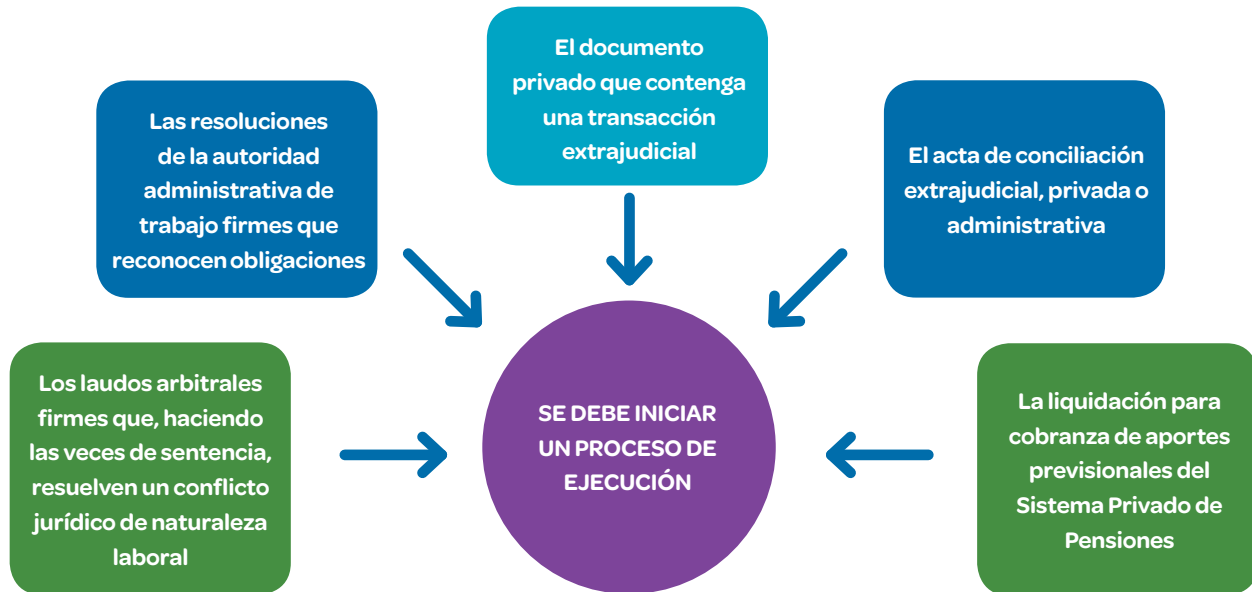 El documento
privado que contenga
una transacción
extrajudicial
Las resoluciones
de la autoridad
administrativa de
trabajo firmes que
reconocen obligaciones
El acta de conciliación
extrajudicial, privada o
administrativa
Los laudos arbitrales
firmes que, haciendo
las veces de sentencia,
resuelven un conflicto
jurídico de naturaleza
laboral
SE DEBE INICIAR
UN PROCESO DE
EJECUCIÓN
La liquidación para
cobranza de aportes
previsionales del
Sistema Privado de
Pensiones